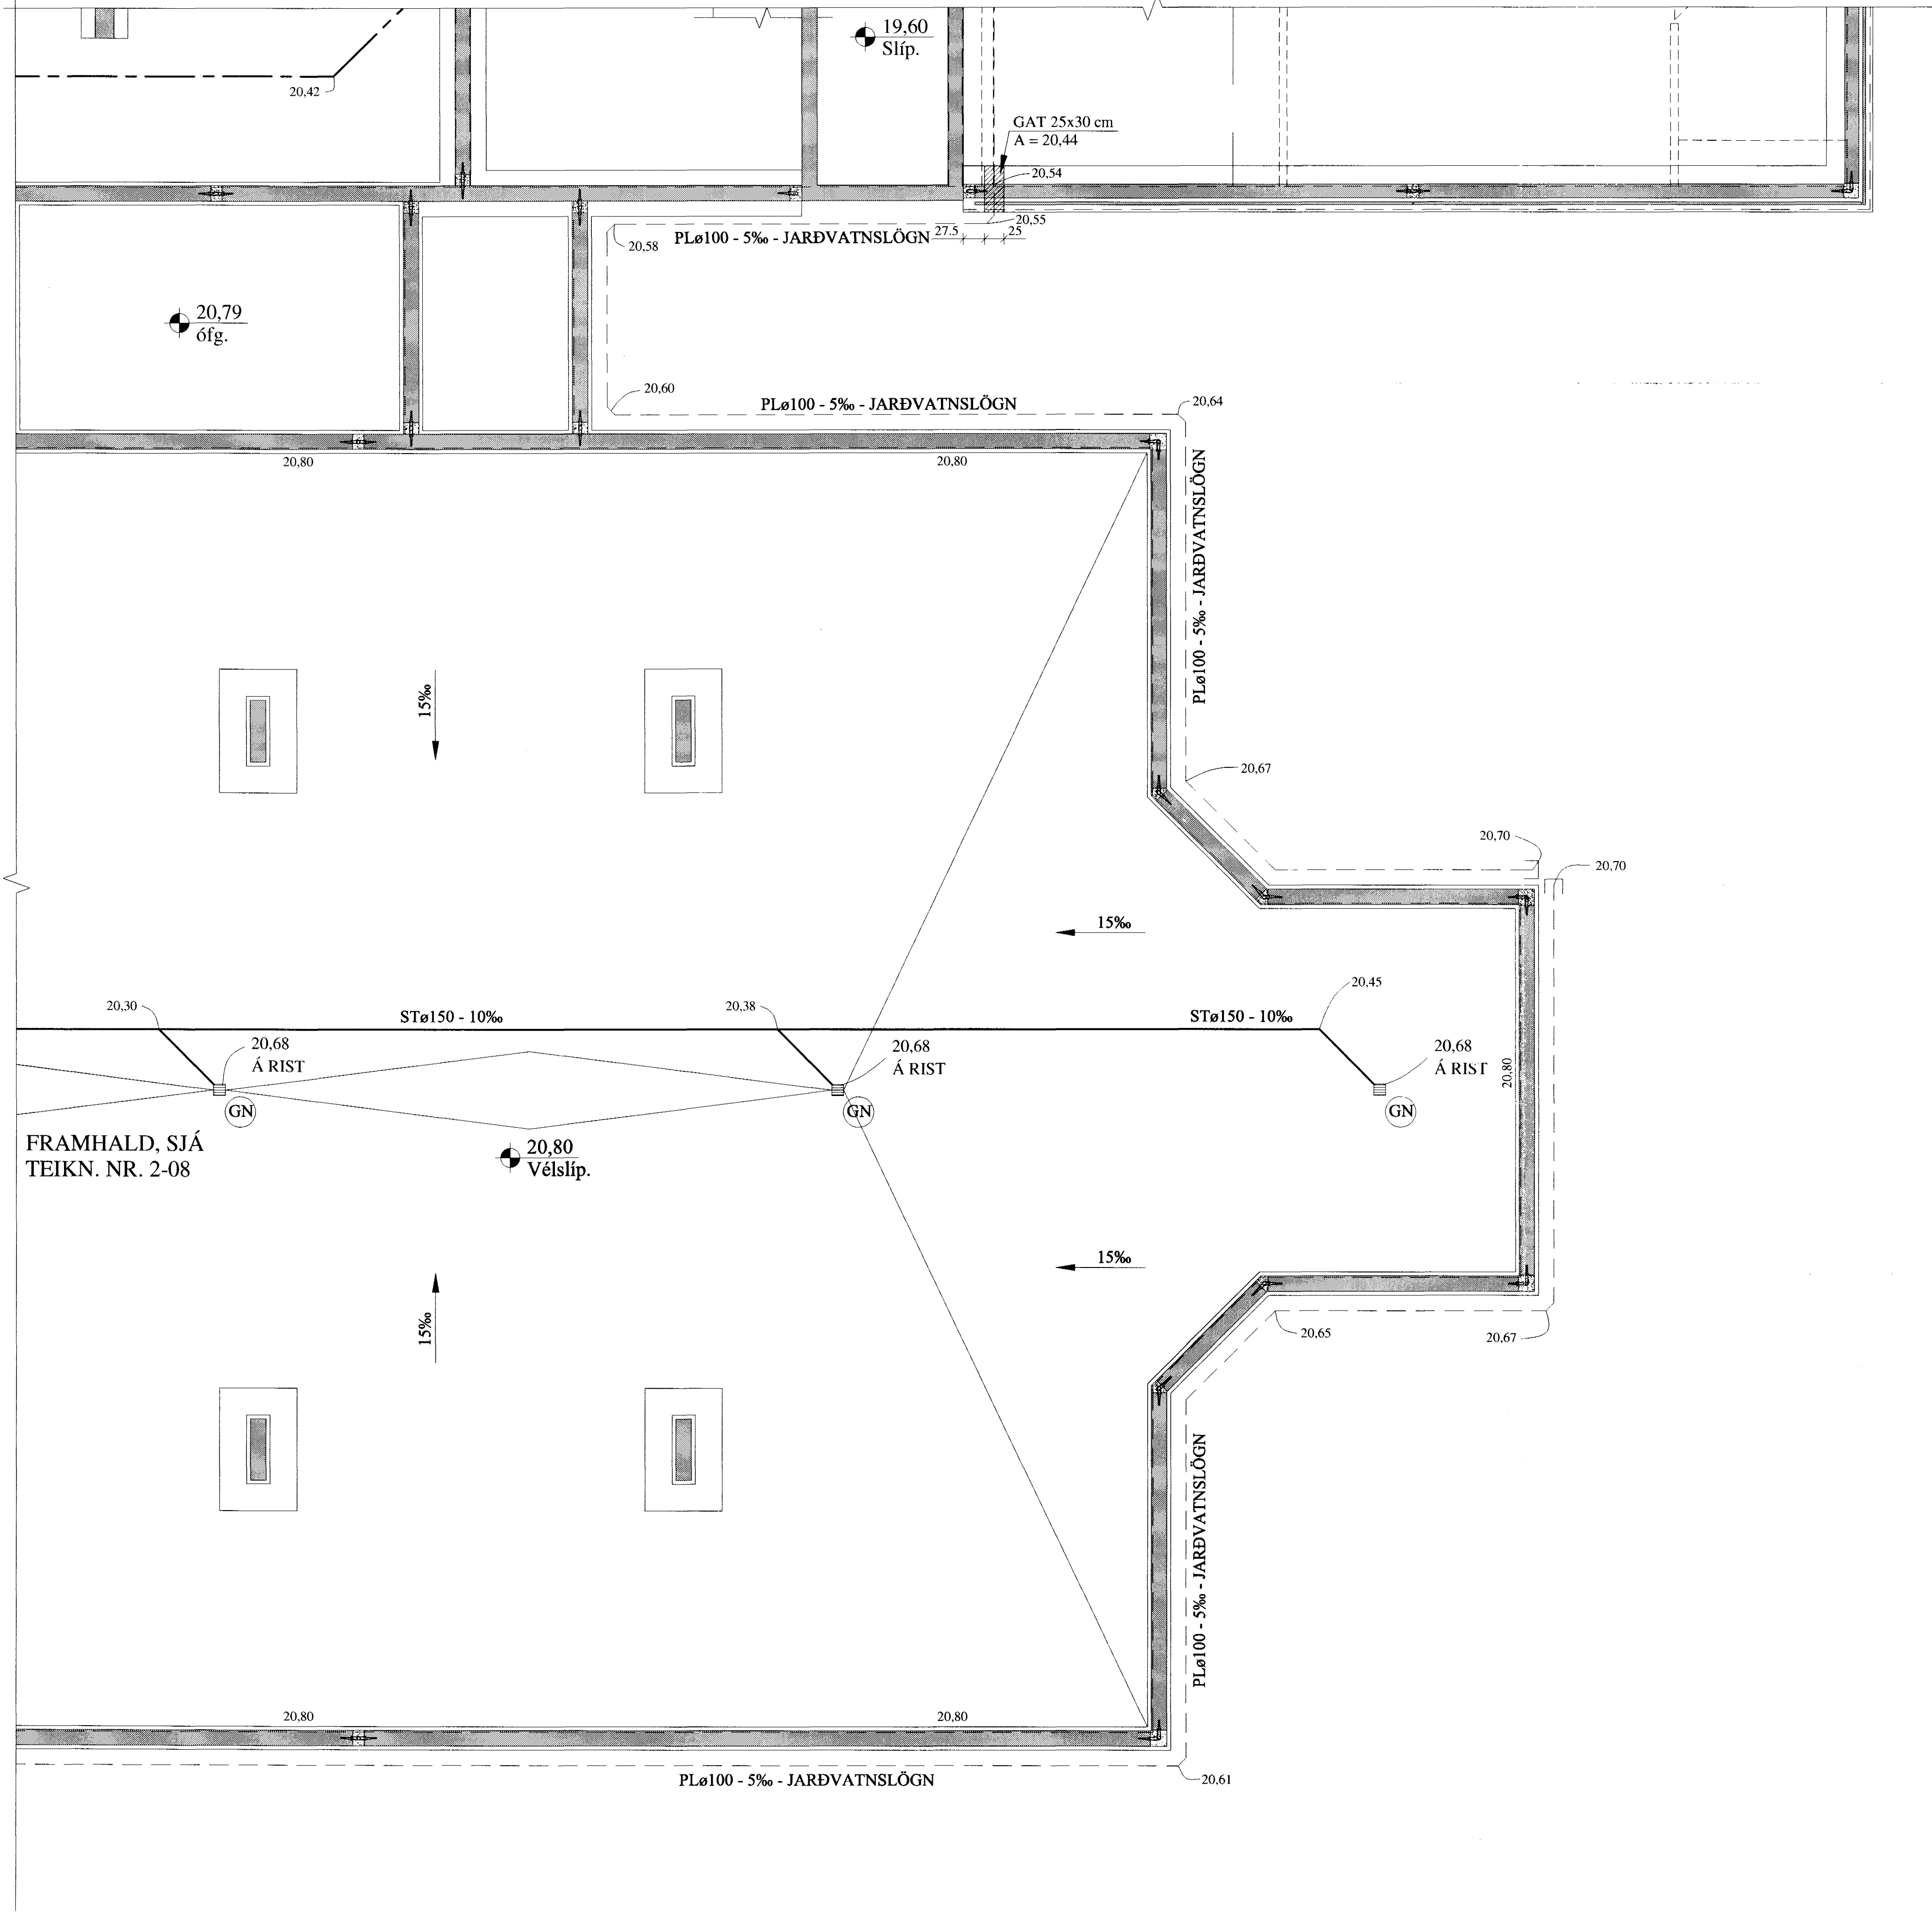 19,60
Slíp.
20,42
GAT 25x30 cm
A = 20,44
20,54
20,55
27.5
25
20,58
PLø100 - 5‰ - JARÐVATNSLÖGN
20,79
ófg.
20,60
PLø100 - 5‰ - JARÐVATNSLÖGN
20,64
20,80
20,80
PLø100 - 5‰ - JARÐVATNSLÖGN
15‰
20,67
20,70
20,70
15‰
20,30
STø150 - 10‰
20,38
STø150 - 10‰
20,45
20,68
Á RIST
GN
20,68
Á RIST
GN
20,68
Á RIST
GN
20,80
FRAMHALD, SJÁ
TEIKN. NR. 2-08
20,80
Vélslíp.
15‰
15‰
20,65
20,67
PLø100 - 5‰ - JARÐVATNSLÖGN
20,80
20,80
PLø100 - 5‰ - JARÐVATNSLÖGN
20,61